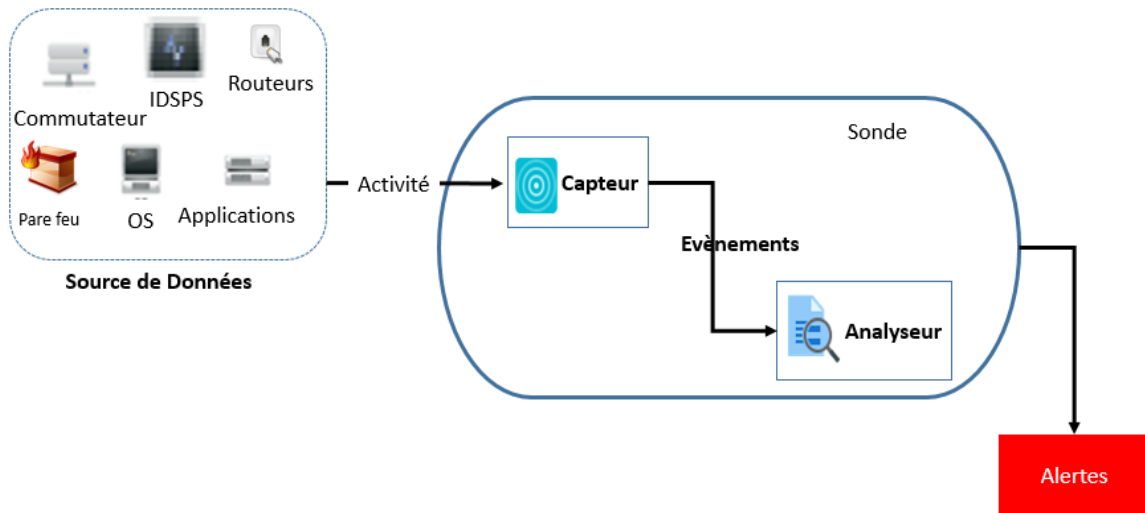 Commutateur
IDSPS
Routeurs
Pare feu
OS
Applications
Source de Données
Activité
Sonde
Capteur
Evènements
Analyseur
Alertes